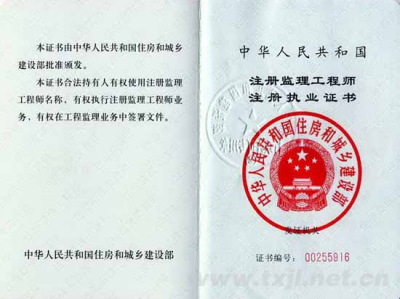 本证书由中华人民共和国住房和城乡
建设部批准颁发。
本证书合法持有人有权使用注册监理
工程师名称，有权执行注册监理工程师业
务，有权在工程监理业务中签署文件。
中华人民共和国住房和城乡建设部
中华人民共和国
注册监理工程师
注册执业证书
中华人民共和国住房和城乡建设部
发证机关
证书编号：00255916
www.txjl.net.cn